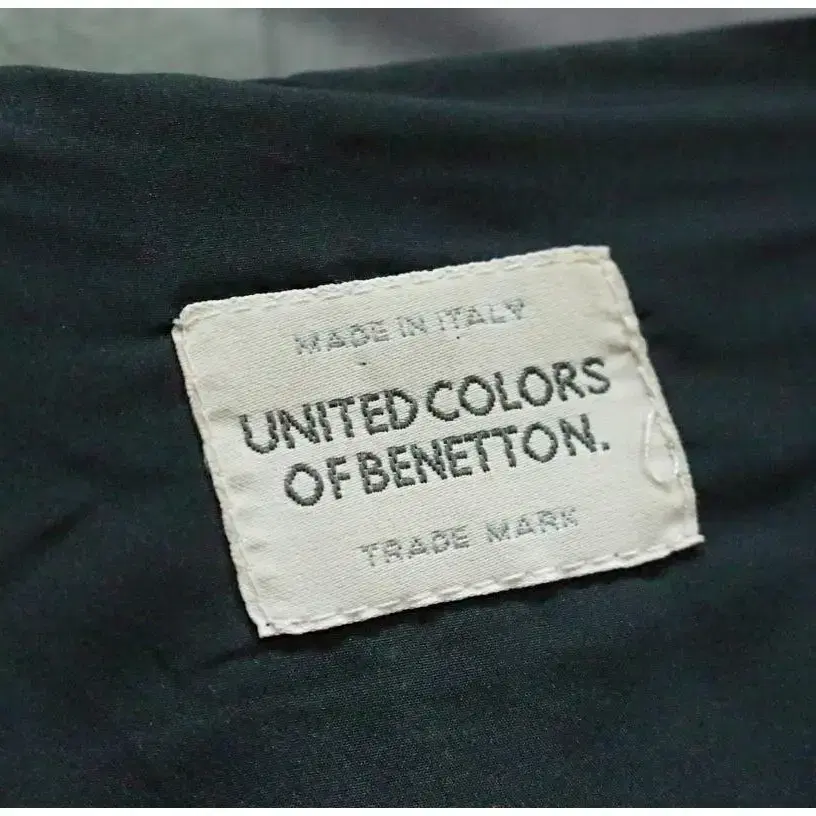 MADE IN ITALY
UNITED COLORS
OF BENETTON.
TRADE MARK